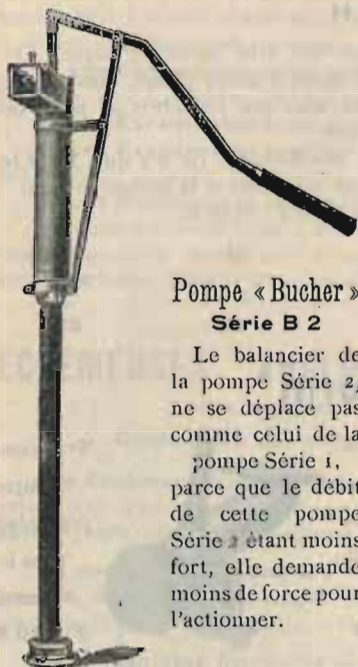 Pompe « Bucher »
Série B 2
Le balancier de
la pompe Série 2,
ne se déplace pas
comme celui de la
pompe Série 1,
parce que le débit
de cette pompe
Série 2 étant moins
fort, elle demande
moins de force pour
l'actionner.